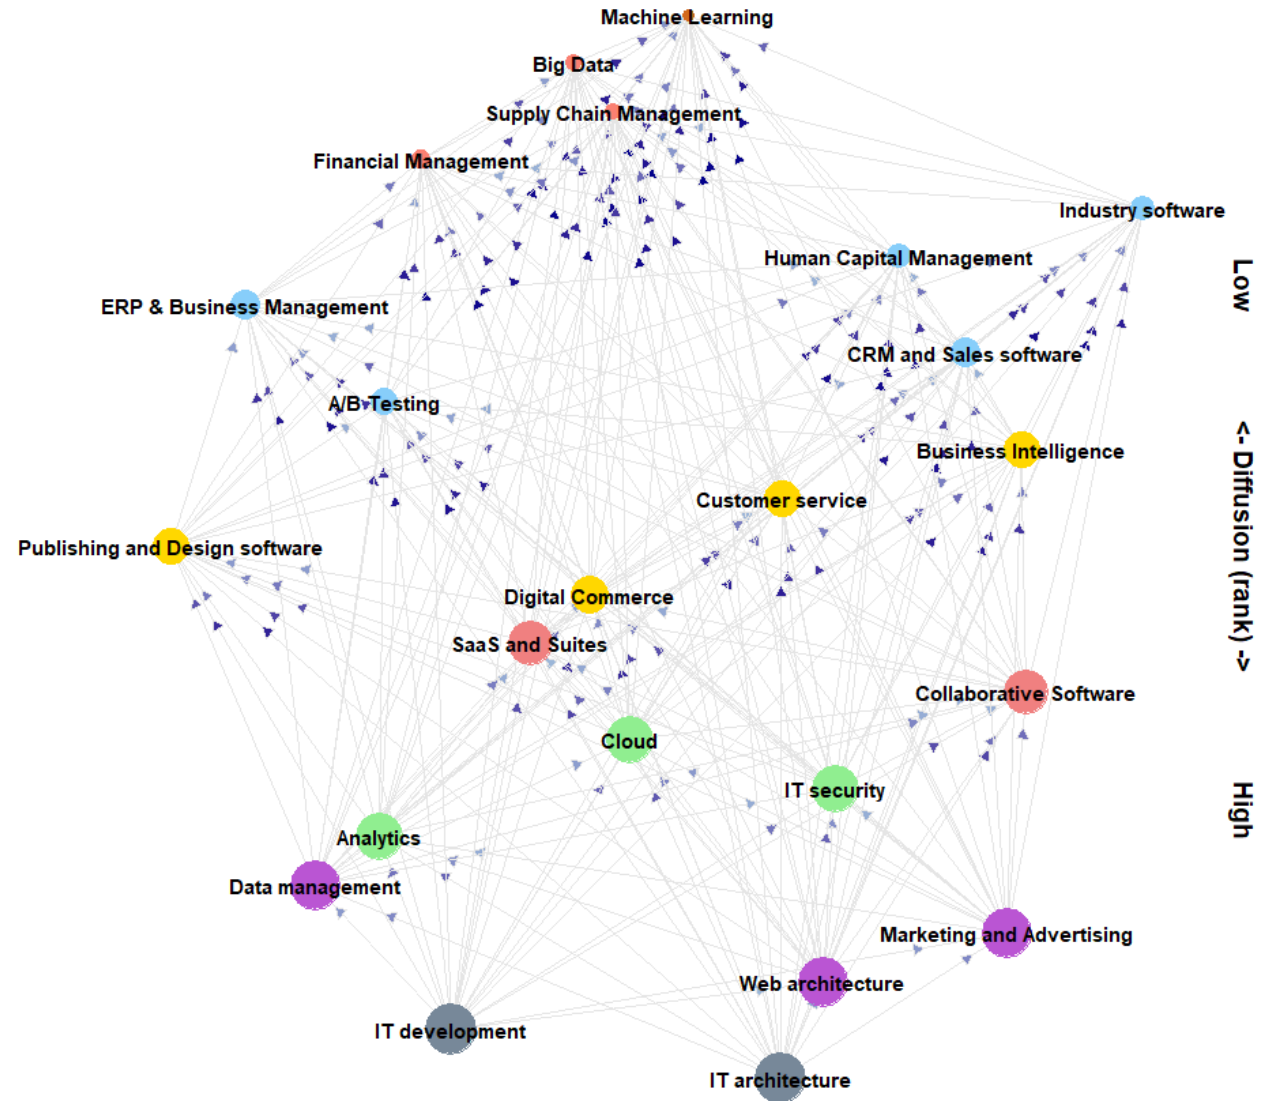 Machine Learning
Big Data
Supply Chain Management
Financial Management
Industry software
Human Capital Management
ERP & Business Management
CRM and Sales software
A/B Testing
Business Intelligence
Customer service
Publishing and Design software
Digital Commerce
SaaS and Suites
Collaborative Software
Cloud
IT security
Analytics
Data management
Marketing and Advertising
Web architecture
IT development
IT architecture
Low
<- Diffusion (rank) ->
High